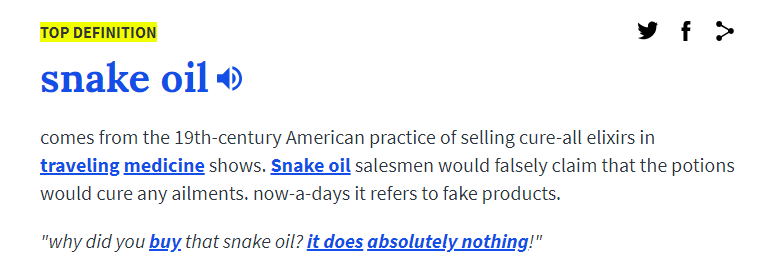 TOP DEFINITION
snake oil
comes from the 19th-century American practice of selling cure-all elixirs in
traveling medicine shows. Snake oil salesmen would falsely claim that the potions
would cure any ailments. now-a-days it refers to fake products.
"why did you buy that snake oil? it does absolutely nothing!"